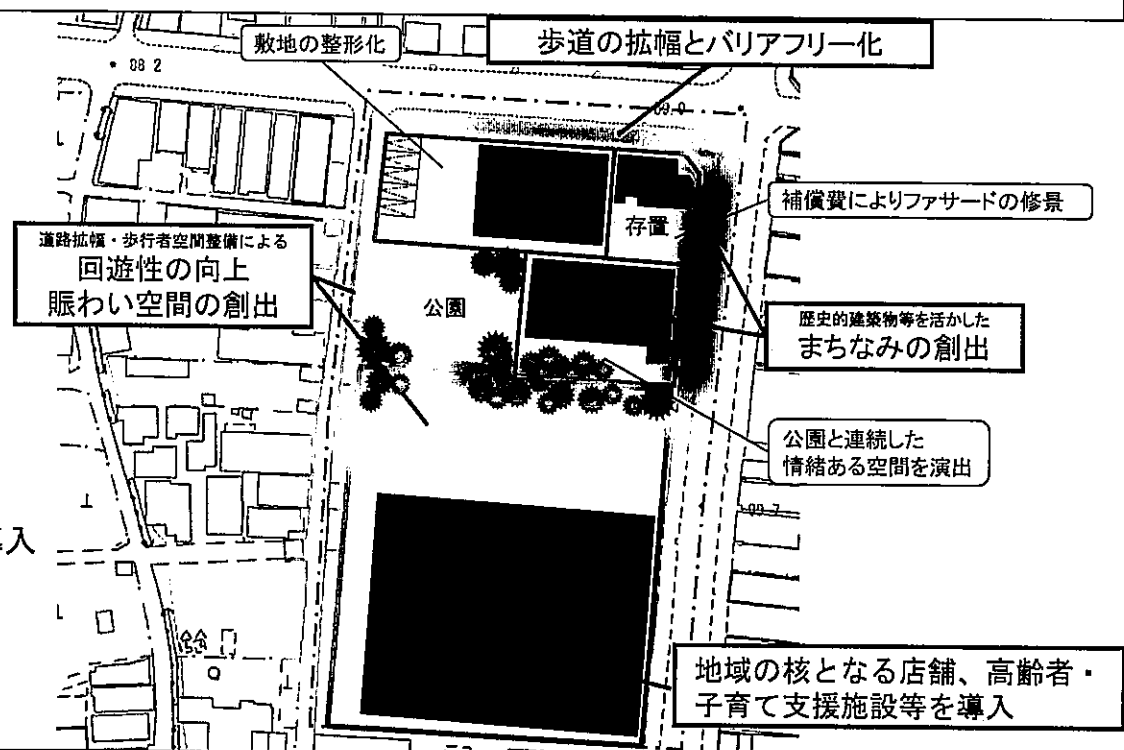 敷地の整形化
歩道の拡幅とバリアフリー化
88 2
補償費によりファサードの修景
存置
道路拡幅・歩行者空間整備による
回遊性の向上
賑わい空間の創出
公園
歴史的建築物等を活かした
まちなみの創出
公園と連続した
情緒ある空間を演出
入
地域の核となる店舗、高齢者・
子育て支援施設等を導入